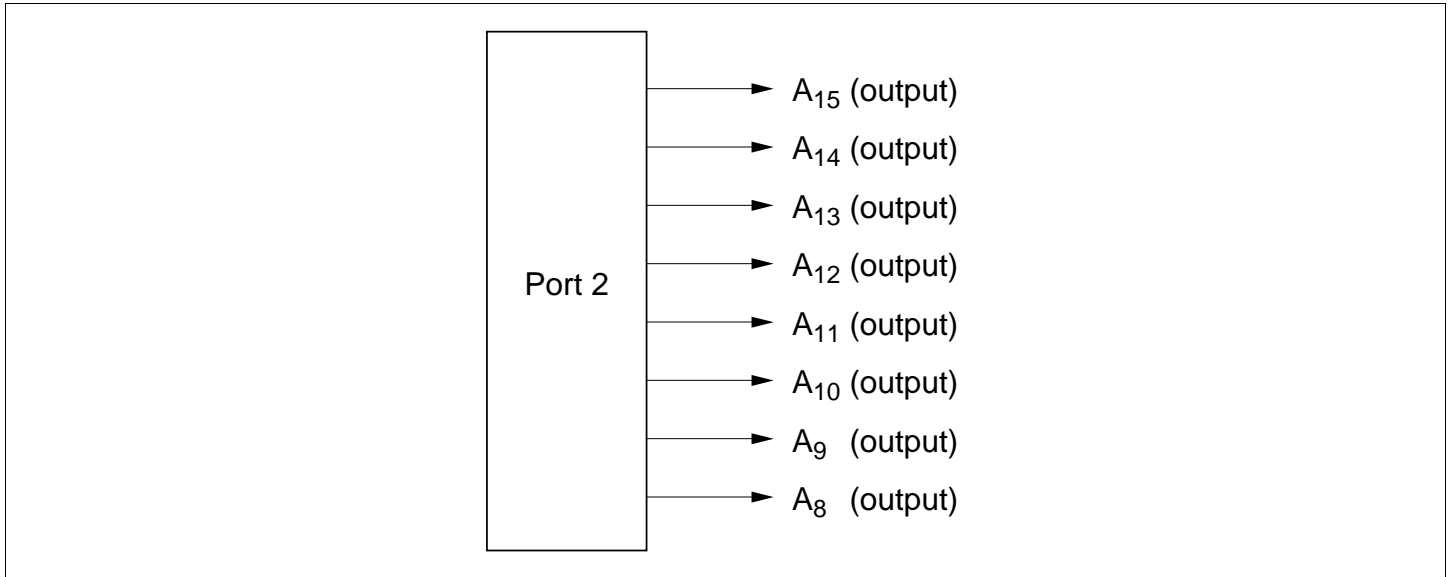 A15 (output)
A14 (output)
A13 (output)
A12 (output)
Port 2
A11 (output)
A10 (output)
A9 (output)
A8 (output)